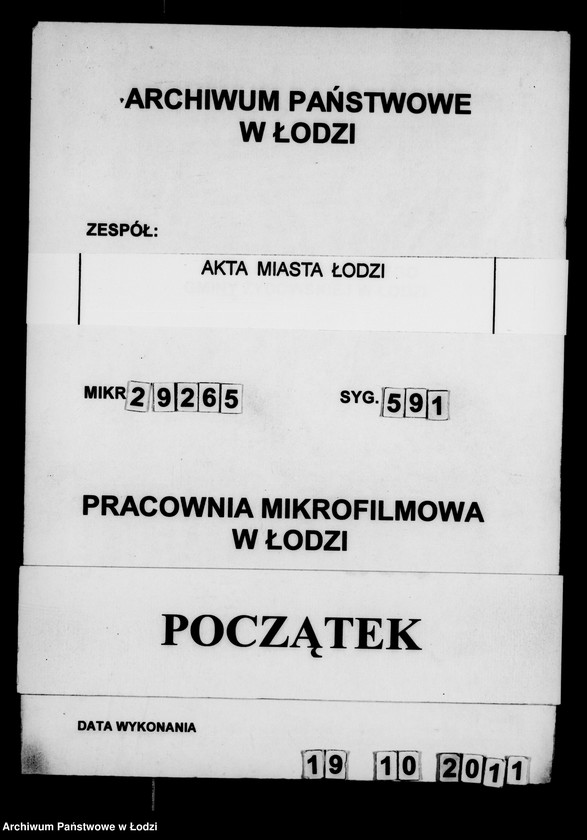 ARCHIWUM PAŃSTWOWE
W ŁODZI
ZESPÓŁ:
AKTA MIASTA ŁODZI
MIKR 29265 SYG. 591
PRACOWNIA MIKROFILMOWA
W ŁODZI
POCZĄTEK
DATA WYKONANIA
19 10 2011
Archiwum Państwowe w Łodzi